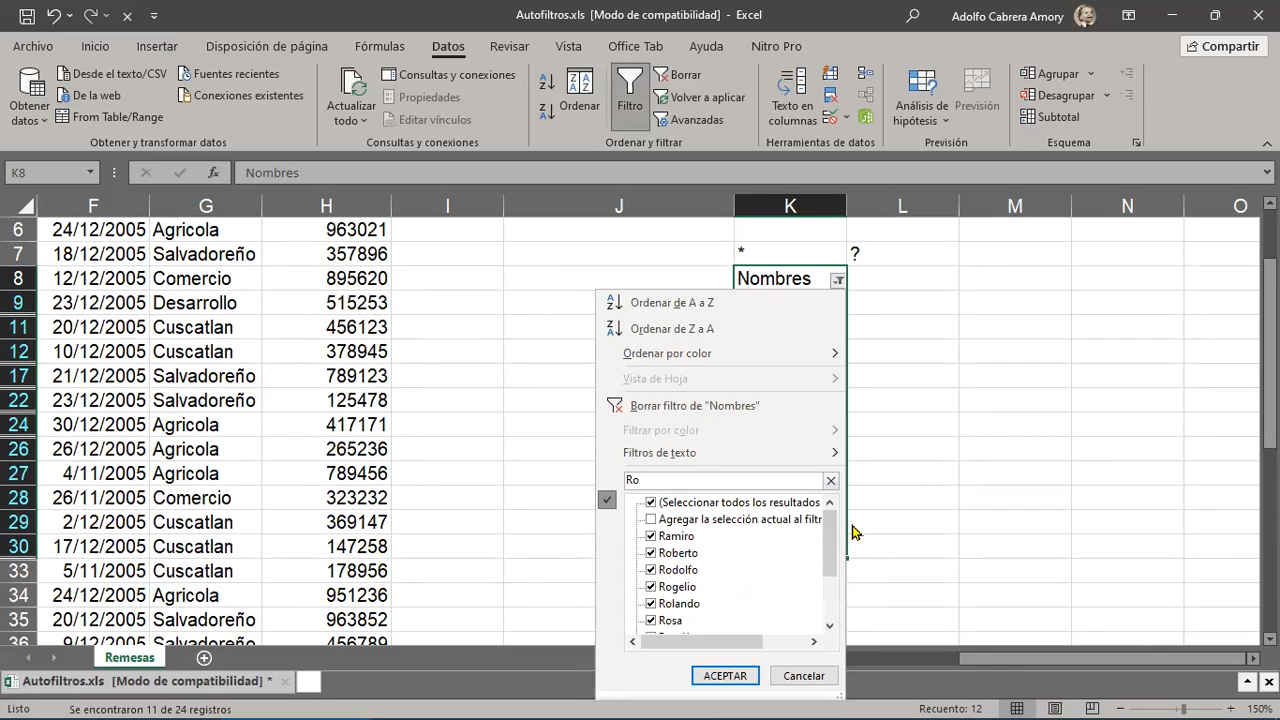 Autofiltros.xls [Modo de compatibilidad] - Excel
Adolfo Cabrera Amory
Archivo Inicio Insertar Disposición de página Fórmulas Datos Revisar Vista Office Tab Ayuda Nitro Pro Compartir
Obtener datos
Desde el texto/CSV
De la web
From Table/Range
Fuentes recientes
Conexiones existentes
Obtener y transformar datos
Actualizar todo
Consultas y conexiones
Propiedades
Editar vínculos
Consultas y conexiones
Ordenar
Filtro
Borrar
Volver a aplicar
Avanzadas
Ordenar y filtrar
Texto en columnas
Herramientas de datos
Análisis de hipótesis
Previsión
Previsión
Agrupar
Desagrupar
Subtotal
Esquema
K8 fx Nombres
F G H I J K L M N O
6 24/12/2005 Agricola 963021
7 18/12/2005 Salvadoreño 357896 * ?
8 12/12/2005 Comercio 895620 Nombres
9 23/12/2005 Desarrollo 515253
11 20/12/2005 Cuscatlan 456123
12 10/12/2005 Cuscatlan 378945
17 21/12/2005 Salvadoreño 789123
22 23/12/2005 Salvadoreño 125478
24 30/12/2005 Agricola 417171
26 26/12/2005 Agricola 265236
27 4/11/2005 Agricola 789456
28 26/11/2005 Comercio 323232
29 2/12/2005 Cuscatlan 369147
30 17/12/2005 Cuscatlan 147258
33 5/11/2005 Cuscatlan 178956
34 24/12/2005 Agricola 951236
35 20/12/2005 Salvadoreño 963852
36 9/12/2005 Salvadoreño 456789
Ordenar de A a Z
Ordenar de Z a A
Ordenar por color
Vista de Hoja
Borrar filtro de "Nombres"
Filtrar por color
Filtros de texto
Ro
(Seleccionar todos los resultados
Agregar la selección actual al filtr
Ramiro
Roberto
Rodolfo
Rogelio
Rolando
Rosa
ACEPTAR Cancelar
Remesas
Autofiltros.xls [Modo de compatibilidad] *
Listo Se encontraron 11 de 24 registros Recuento: 12 150%